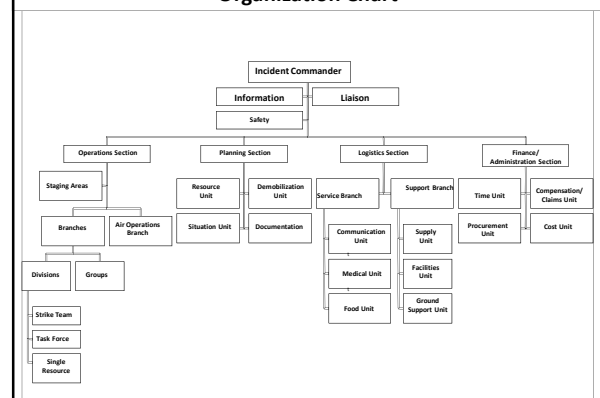 Organization Chart
Incident Commander
Information
Liaison
Safety
Operations Section
Planning Section
Logistics Section
Finance/
Administration Section
Staging Areas
Resource
Unit
Demobilization
Unit
Service Branch
Support Branch
Time Unit
Compensation/
Claims Unit
Branches
Air Operations
Branch
Situation Unit
Documentation
Communication
Unit
Supply
Unit
Procurement
Unit
Cost Unit
Divisions
Groups
Medical Unit
Facilities
Unit
Strike Team
Food Unit
Ground
Support Unit
Task Force
Single
Resource